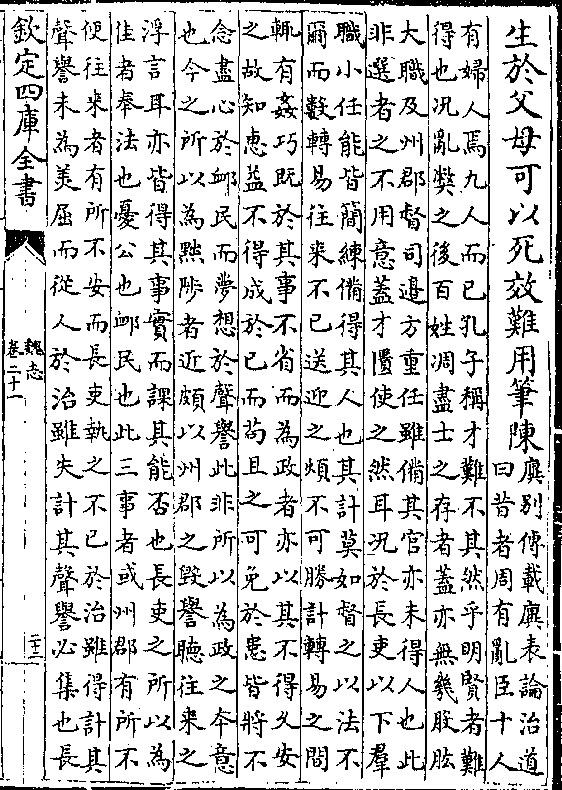 生於父母可以死效難用筆陳
廙別傳載廙表論治道
曰昔者周有亂臣十人
有婦人焉九人而已孔子稱才難不其然乎明賢者難
得也況亂弊之後百姓凋盡士之存者蓋亦無幾股肱
大職及州郡督司邊方重任雖備其官亦未得人也此
非選者之不用意蓋才匱使之然耳況於長吏以下羣
職小任能皆簡練備得其人也其計莫如督之以法不
爾而數轉易往來不已送迎之煩不可勝計轉易之間
輒有姦巧既於其事不省而為政者亦以其不得久安
之故知惠益不得成於已而苟且之可免於患皆將不
念盡心於䘏民而夢想於聲譽此非所以為政之本意
也今之所以為黜陟者近頗以州郡之毀譽聽往來之
浮言耳亦皆得其事實而課其能否也長吏之所以為
佳者奉法也憂公也䘏民也此三事者或州郡有所不
便往來者有所不安而長吏執之不已於治雖得計其
聲譽未為美屈而從人於治雖失計其聲譽必集也長
欽定四庫全書
魏志
卷二十一
二十二